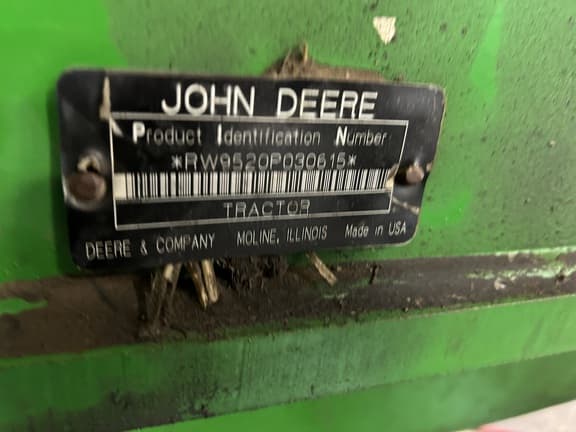 JOHN DEERE
Product Identification Number
*RW9520P030615*
TRACTOR
DEERE & COMPANY MOLINE, ILLINOIS Made in USA